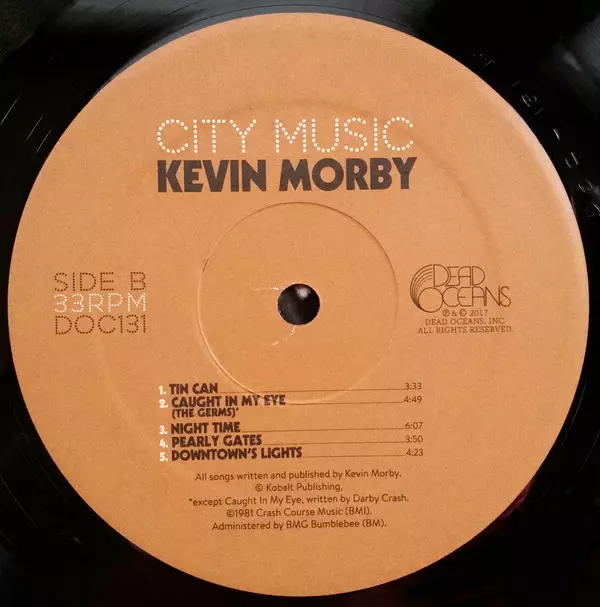 CITY MUSIC
KEVIN MORBY
SIDE B
33RPM
DOC131
DEAD
OCEANS
℗ & © 2017
DEAD OCEANS, INC.
ALL RIGHTS RESERVED.
1. TIN CAN 3:33
2. CAUGHT IN MY EYE 4:49
(THE GERMS)*
3. NIGHT TIME 6:07
4. PEARLY GATES 3:50
5. DOWNTOWN'S LIGHTS 4:23
All songs written and published by Kevin Morby.
© Kobalt Publishing,
*except Caught In My Eye, written by Darby Crash.
©1981 Crash Course Music (BMI).
Administered by BMG Bumblebee (BM).